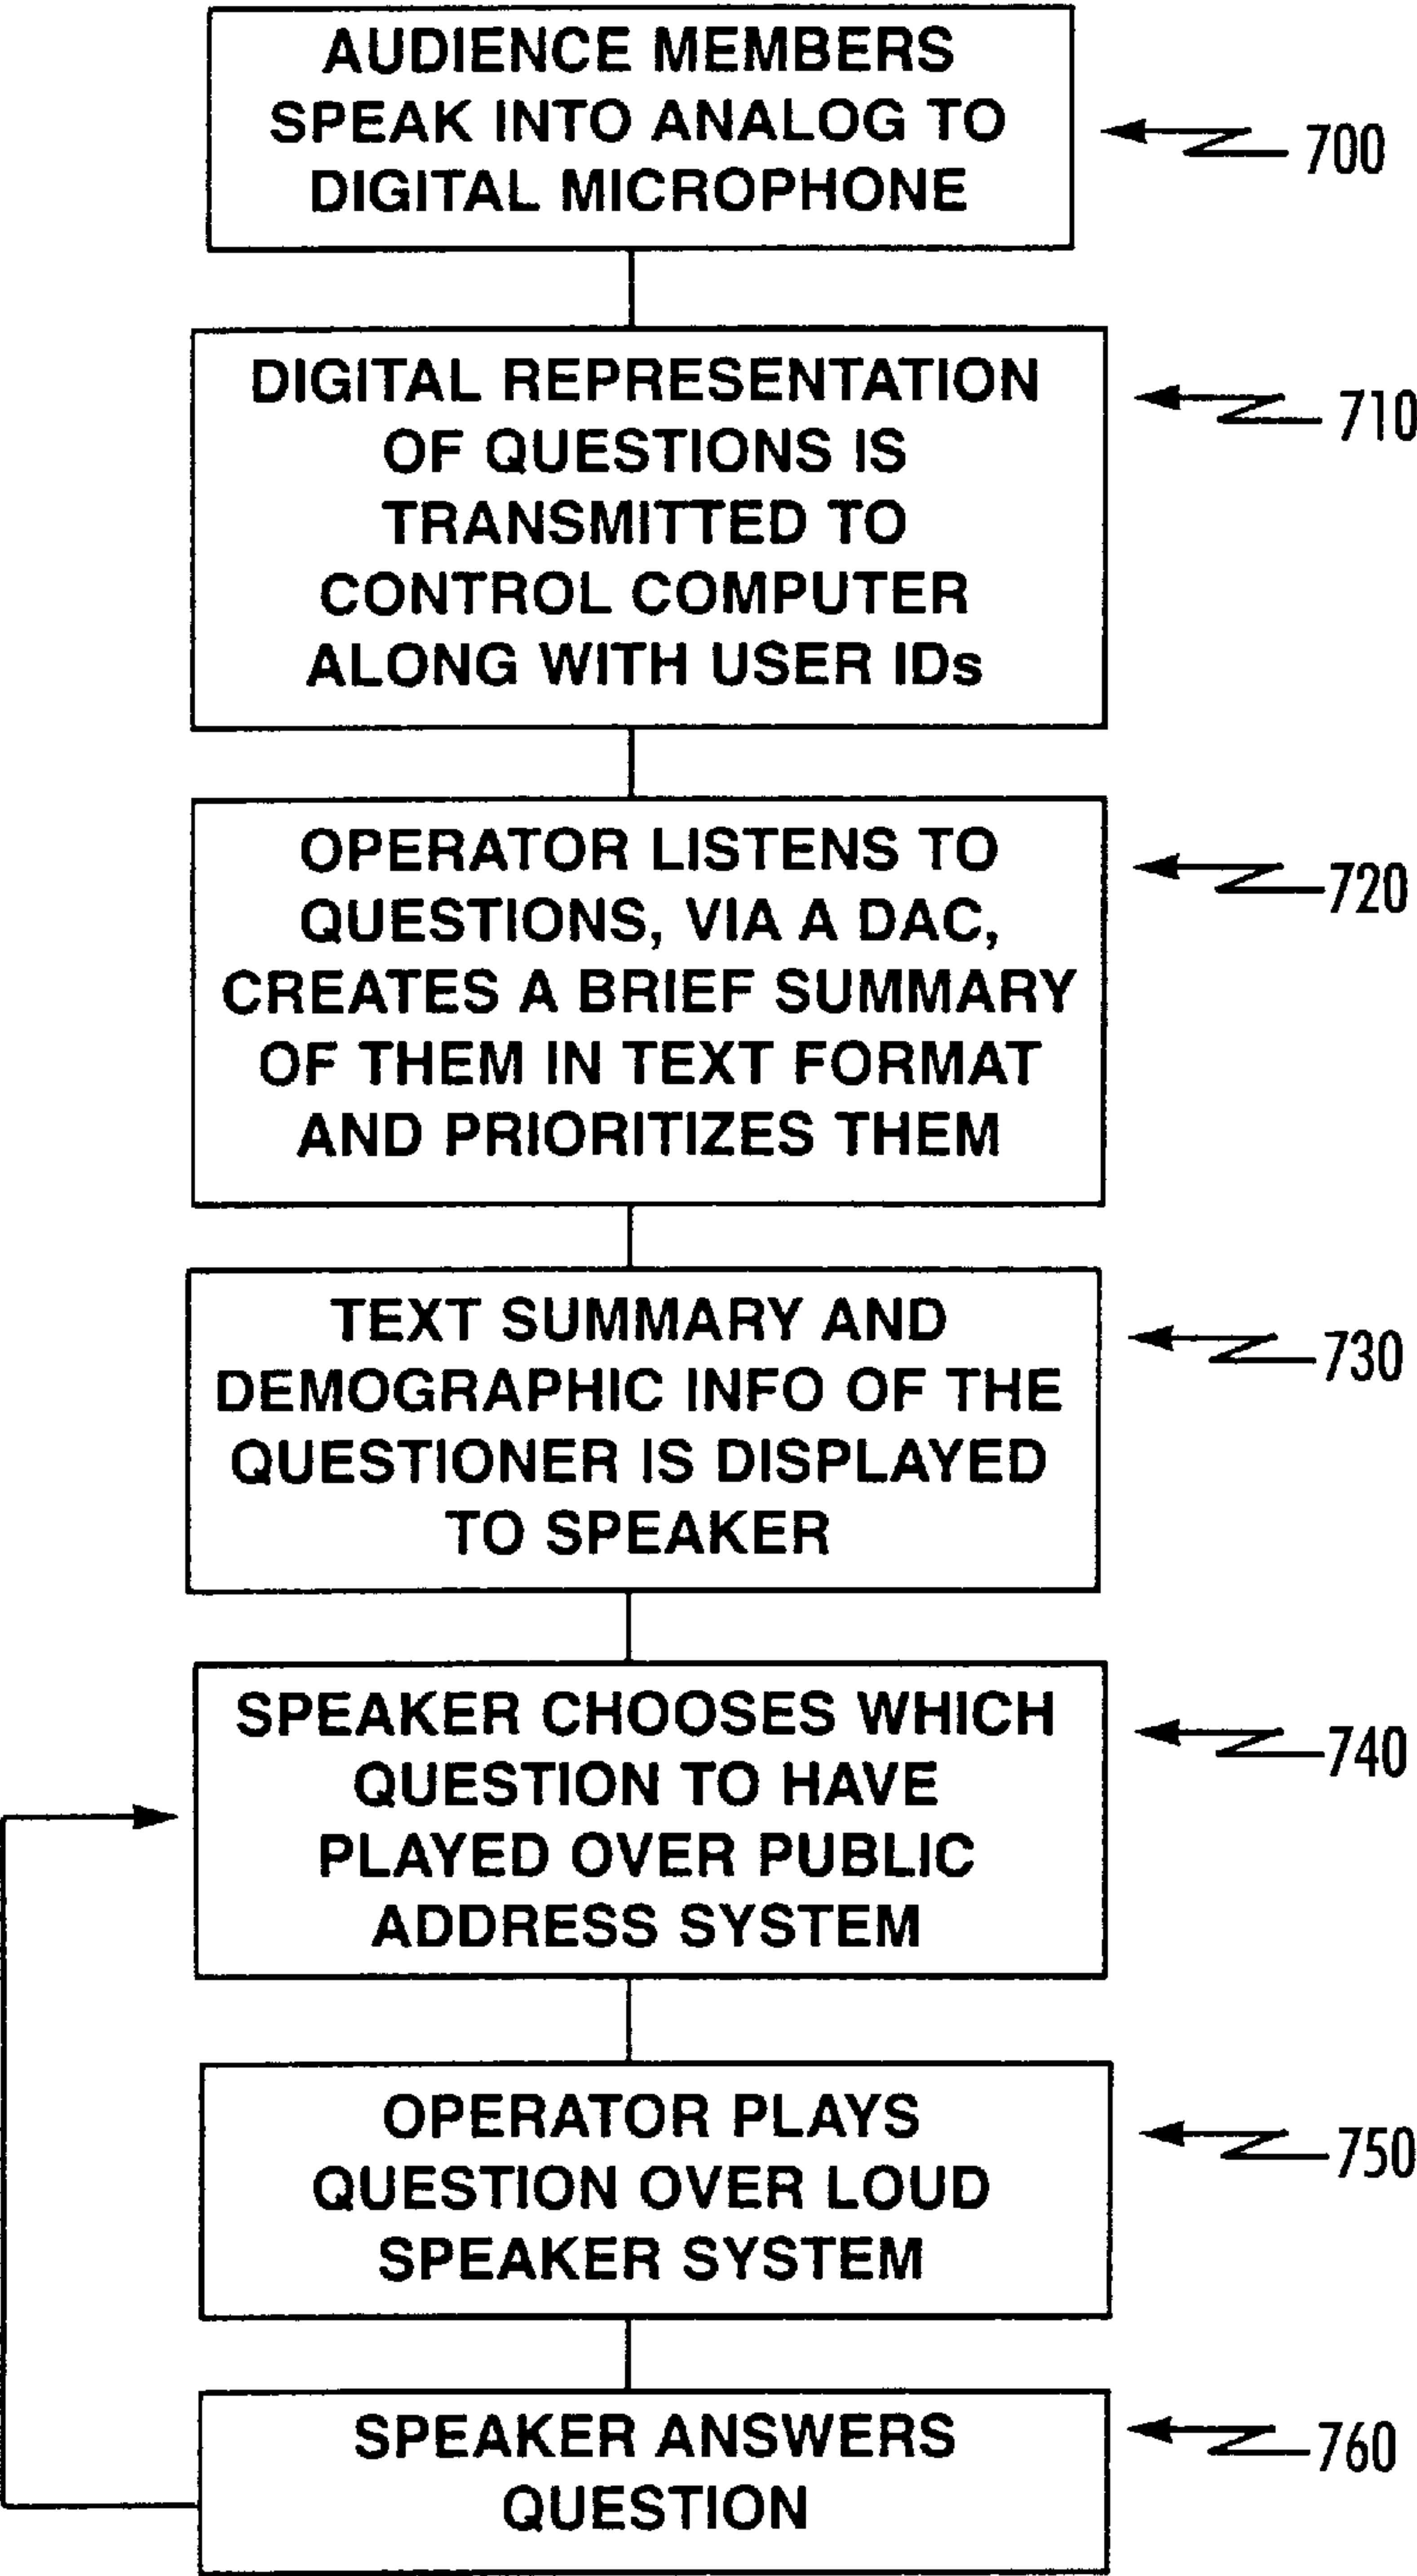 AUDIENCE MEMBERS
SPEAK INTO ANALOG TO
DIGITAL MICROPHONE
700
DIGITAL REPRESENTATION
OF QUESTIONS IS
TRANSMITTED TO
CONTROL COMPUTER
ALONG WITH USER IDs
710
OPERATOR LISTENS TO
QUESTIONS, VIA A DAC,
CREATES A BRIEF SUMMARY
OF THEM IN TEXT FORMAT
AND PRIORITIZES THEM
720
TEXT SUMMARY AND
DEMOGRAPHIC INFO OF THE
QUESTIONER IS DISPLAYED
TO SPEAKER
730
SPEAKER CHOOSES WHICH
QUESTION TO HAVE
PLAYED OVER PUBLIC
ADDRESS SYSTEM
740
OPERATOR PLAYS
QUESTION OVER LOUD
SPEAKER SYSTEM
750
SPEAKER ANSWERS
QUESTION
760